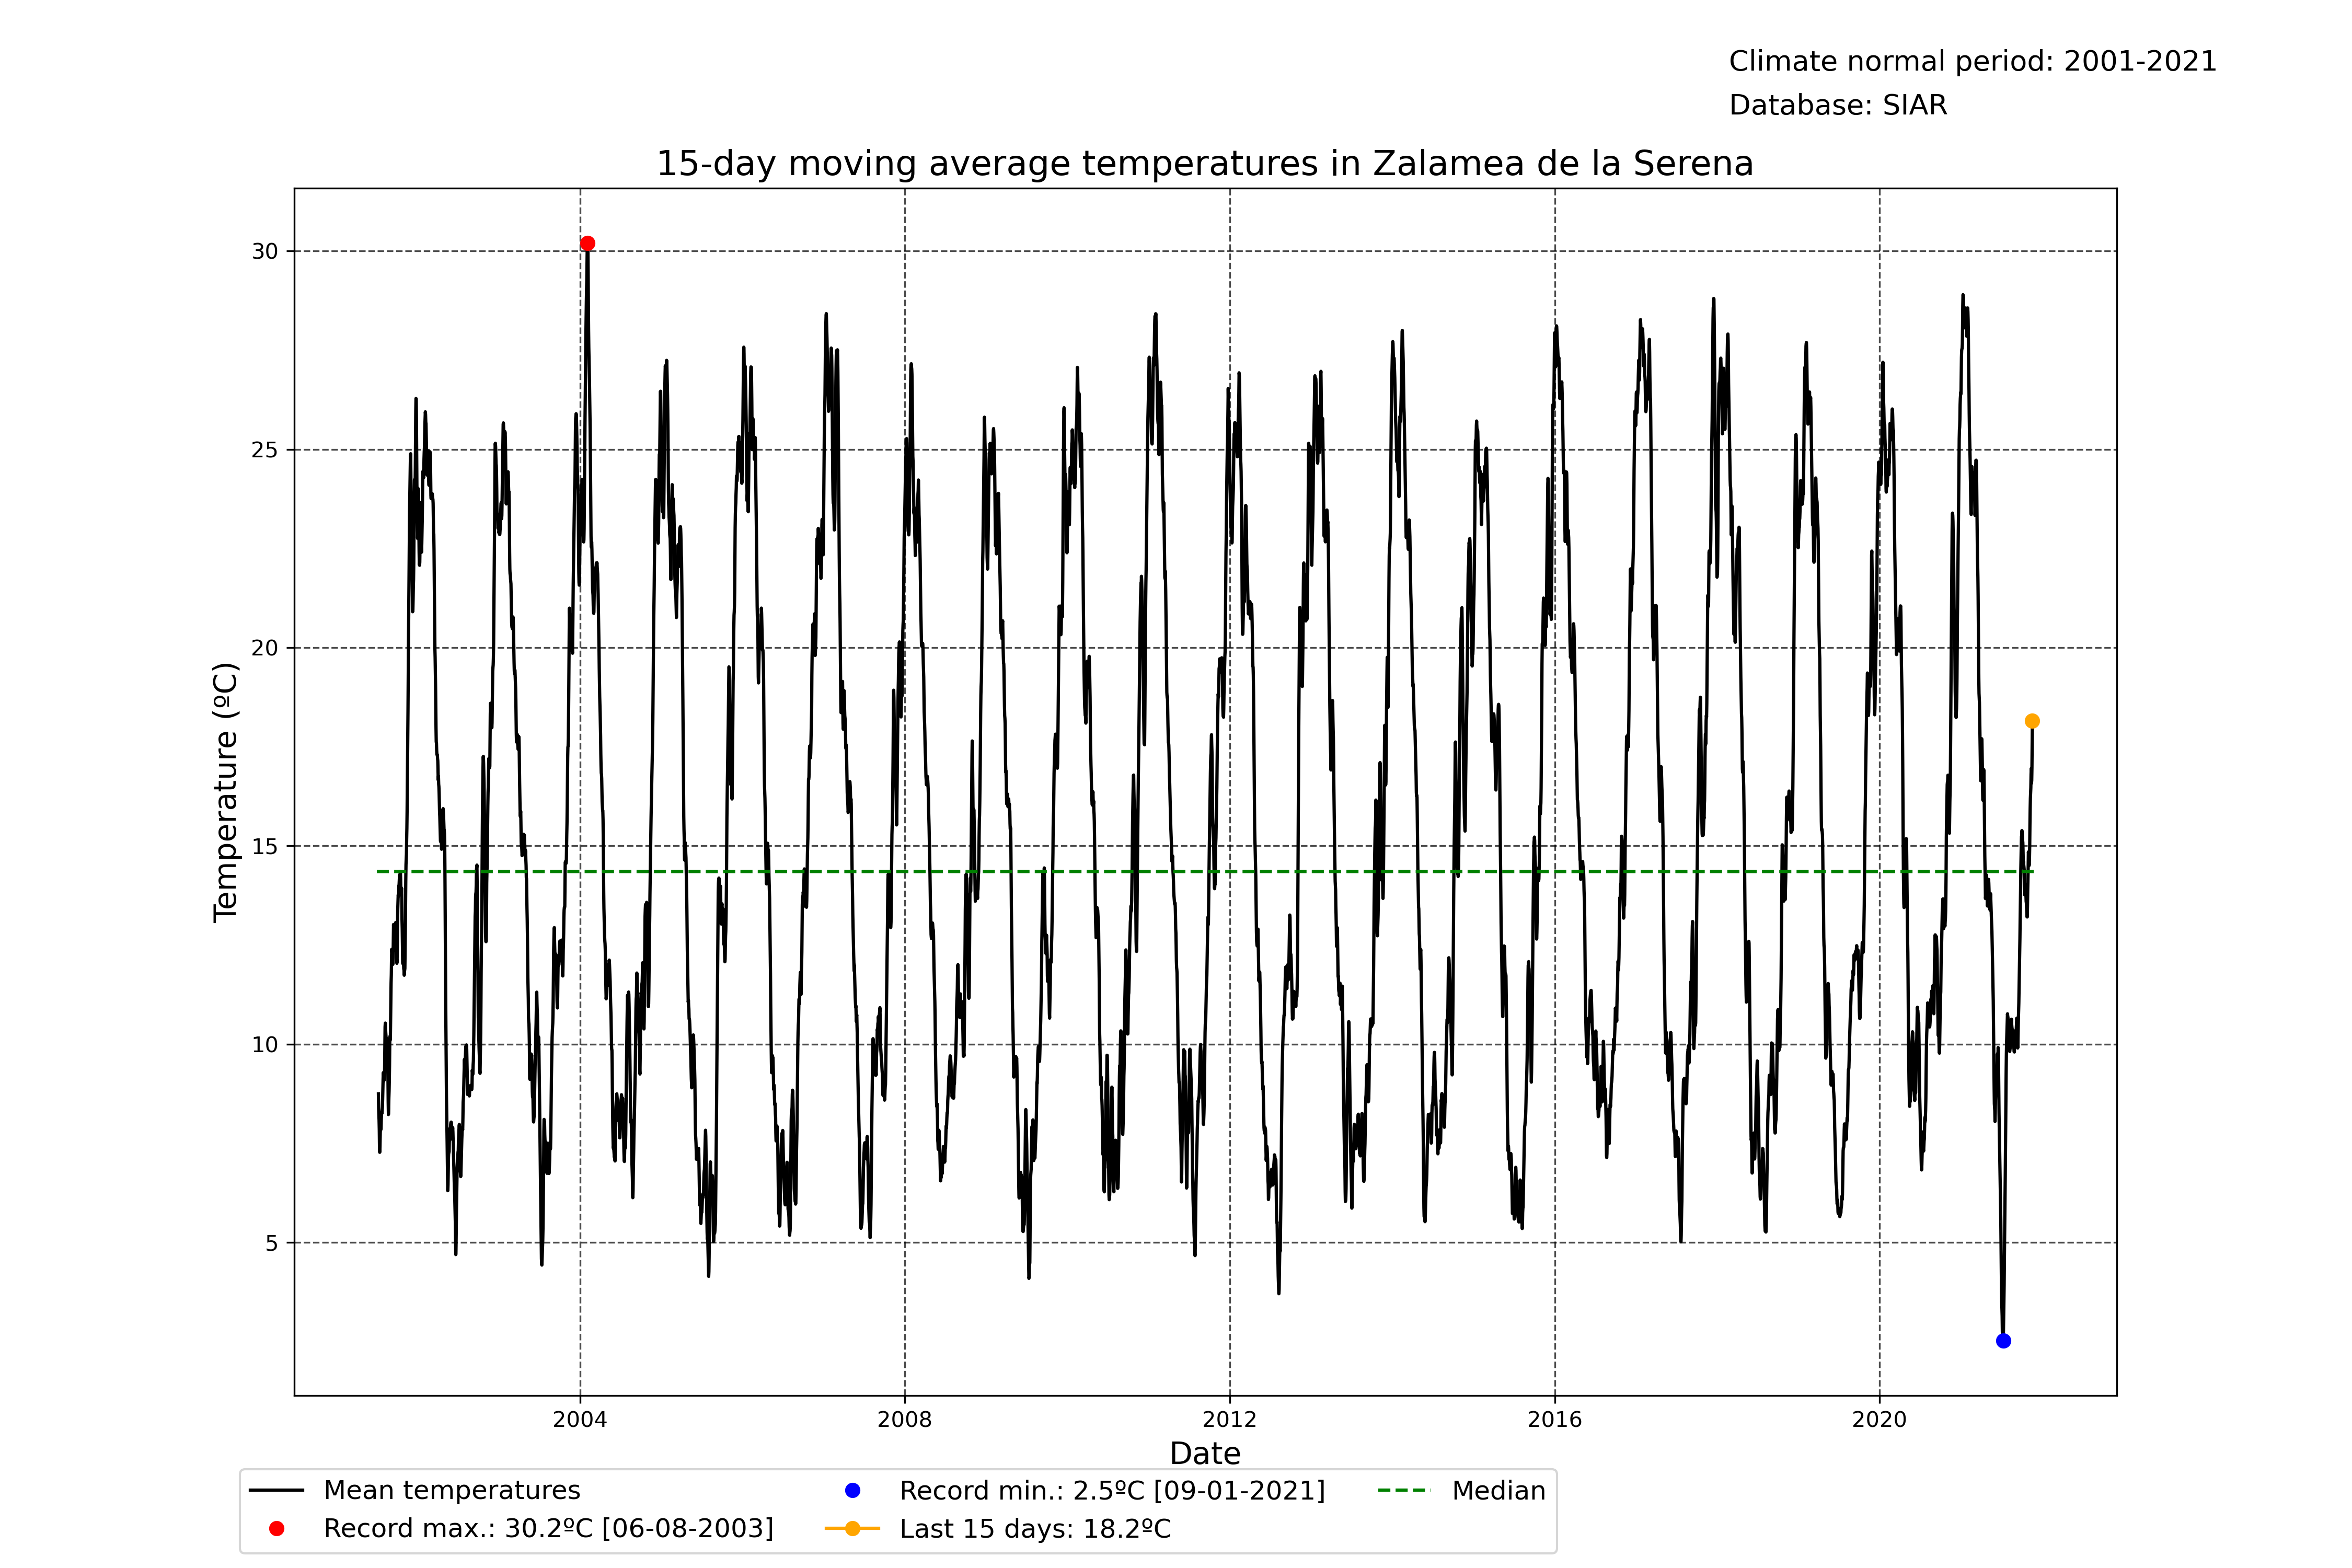 Climate normal period: 2001-2021
Database: SIAR
15-day moving average temperatures in Zalamea de la Serena
30
25
20
15
10
5
Temperature (ºC)
2004
2008
2012
2016
2020
Date
Mean temperatures
Record max.: 30.2ºC [06-08-2003]
Record min.: 2.5ºC [09-01-2021]
Last 15 days: 18.2ºC
Median